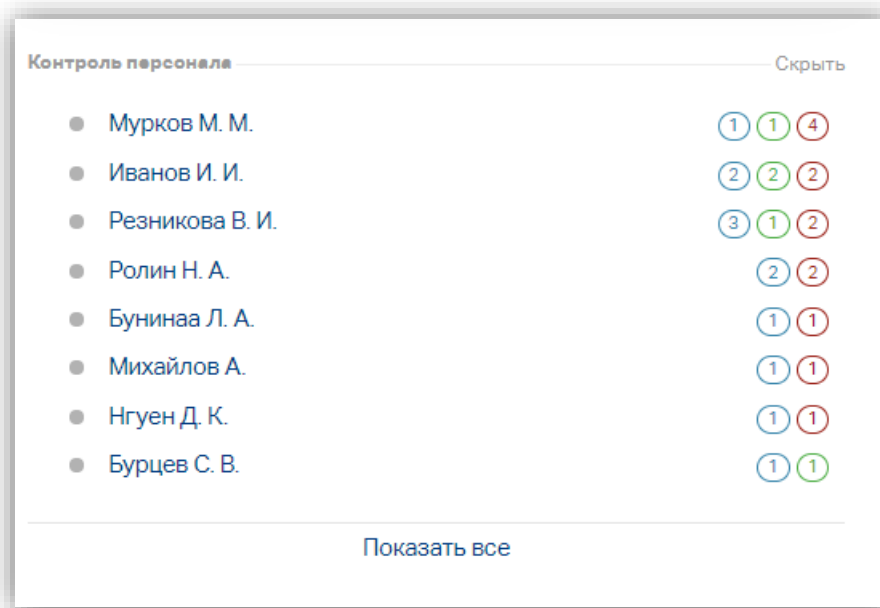 Контроль персонала Скрыть
Мурков М. М. 1 1 4
Иванов И. И. 2 2 2
Резникова В. И. 3 1 2
Ролин Н. А. 2 2
Бунинаа Л. А. 1 1
Михайлов А. 1 1
Нгуен Д. К. 1 1
Бурцев С. В. 1 1
Показать все